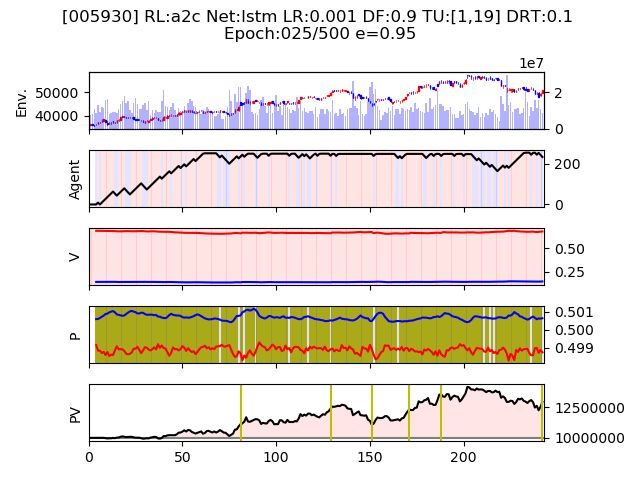 [005930] RL:a2c Net:lstm LR:0.001 DF:0.9 TU:[1,19] DRT:0.1
Epoch:025/500 e=0.95
1e7
Env.
50000
40000
2
0
Agent
200
0
V
0.50
0.25
P
0.501
0.500
0.499
PV
12500000
10000000
0 50 100 150 200